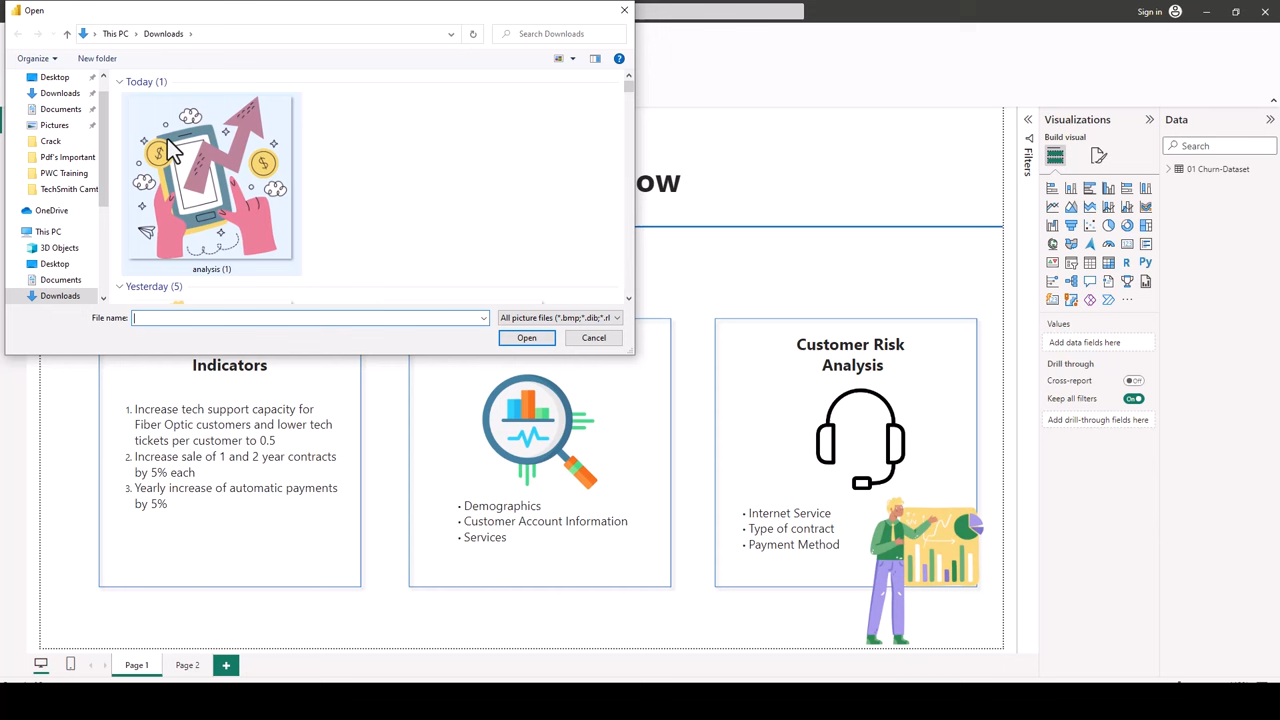 Open
Sign in
This PC
Downloads
Search Downloads
Organize
New folder
Desktop
Downloads
Documents
Pictures
Crack
Pdf's Important
PWC Training
TechSmith Camt
OneDrive
This PC
3D Objects
Desktop
Documents
Downloads
Today (1)
analysis (1)
Yesterday (5)
File name:
All picture files (*.bmp;*.dib;*.rl
Open
Cancel
ow
Indicators
1. Increase tech support capacity for
Fiber Optic customers and lower tech
tickets per customer to 0.5
2. Increase sale of 1 and 2 year contracts
by 5% each
3. Yearly increase of automatic payments
by 5%
• Demographics
• Customer Account Information
• Services
Customer Risk
Analysis
• Internet Service
• Type of contract
• Payment Method
Filters
Visualizations
Build visual
R
Py
Values
Add data fields here
Drill through
Cross-report
Off
Keep all filters
On
Add drill-through fields here
Data
Search
01 Churn-Dataset
Page 1
Page 2